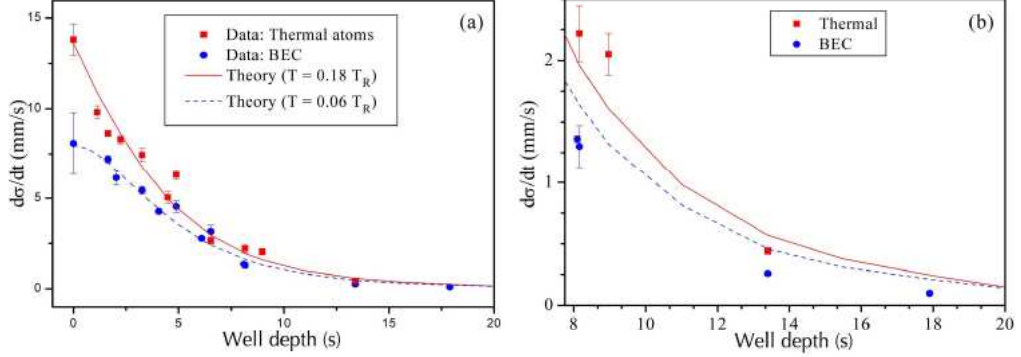 (a)
Data: Thermal atoms
Data: BEC
Theory (T = 0.18 T_R)
Theory (T = 0.06 T_R)
dσ/dt (mm/s)
15
10
5
0
0 5 10 15 20
Well depth (s)
(b)
Thermal
BEC
dσ/dt (mm/s)
2
1
0
8 10 12 14 16 18 20
Well depth (s)